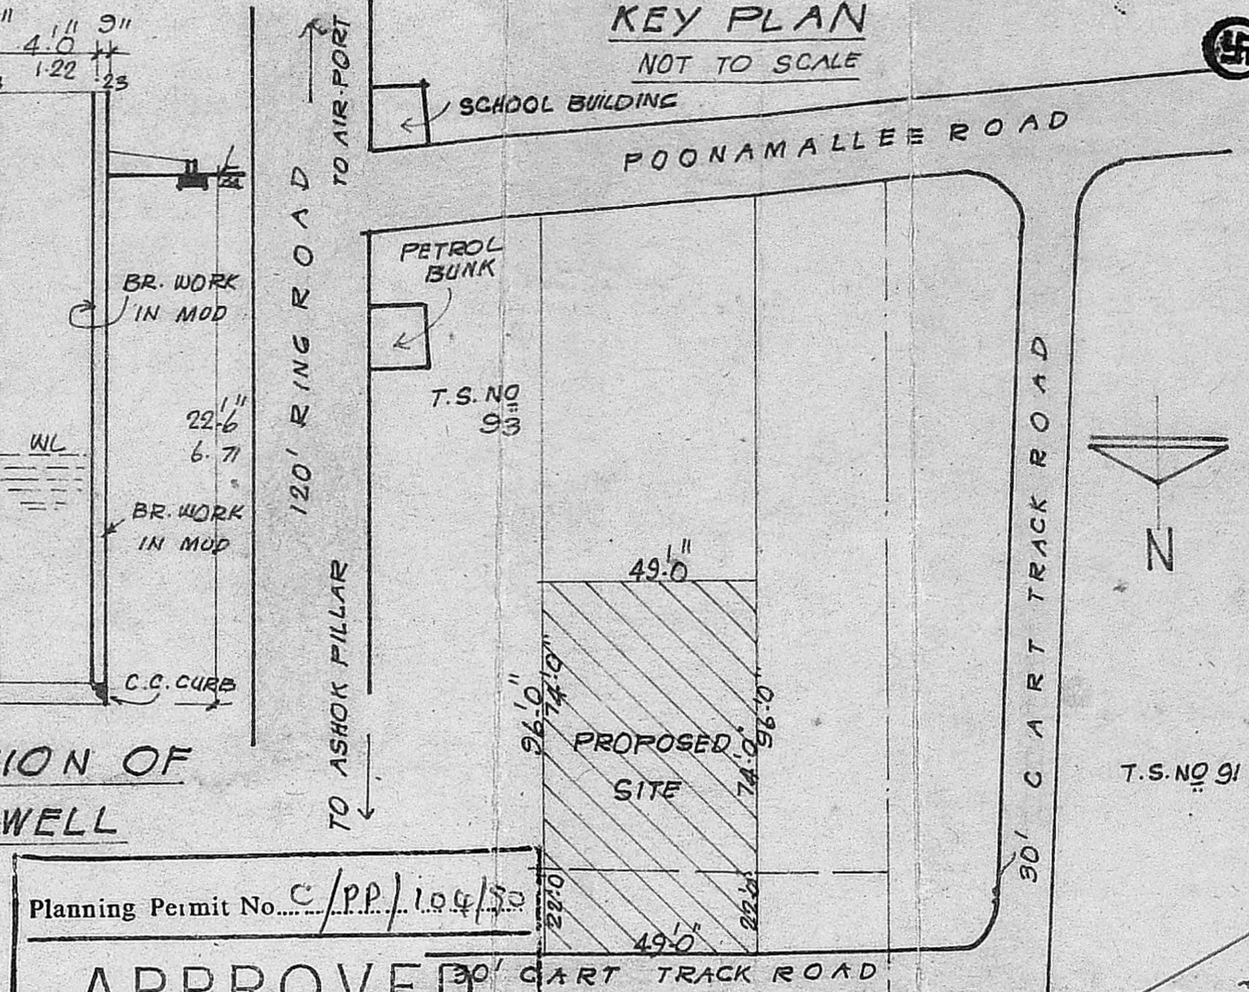 4'-0" 9"
1.22 23
KEY PLAN
NOT TO SCALE
TO AIR-PORT
SCHOOL BUILDING
POONAMALLEE ROAD
PETROL
BUNK
BR. WORK
IN MOD
120' RING ROAD
T.S. NO
93
22'-6"
6.71
WL
BR. WORK
IN MUD
30' CART TRACK ROAD
N
49'-0"
96'-0"
74'-0"
PROPOSED
SITE
74'-0"
96'-0"
T.S. NO 91
C.C. CURB
TO ASHOK PILLAR
ION OF
WELL
22'.0"
22'.0"
49'-0"
Planning Permit No. C/PP/104/80
APPROVED
30' CART TRACK ROAD